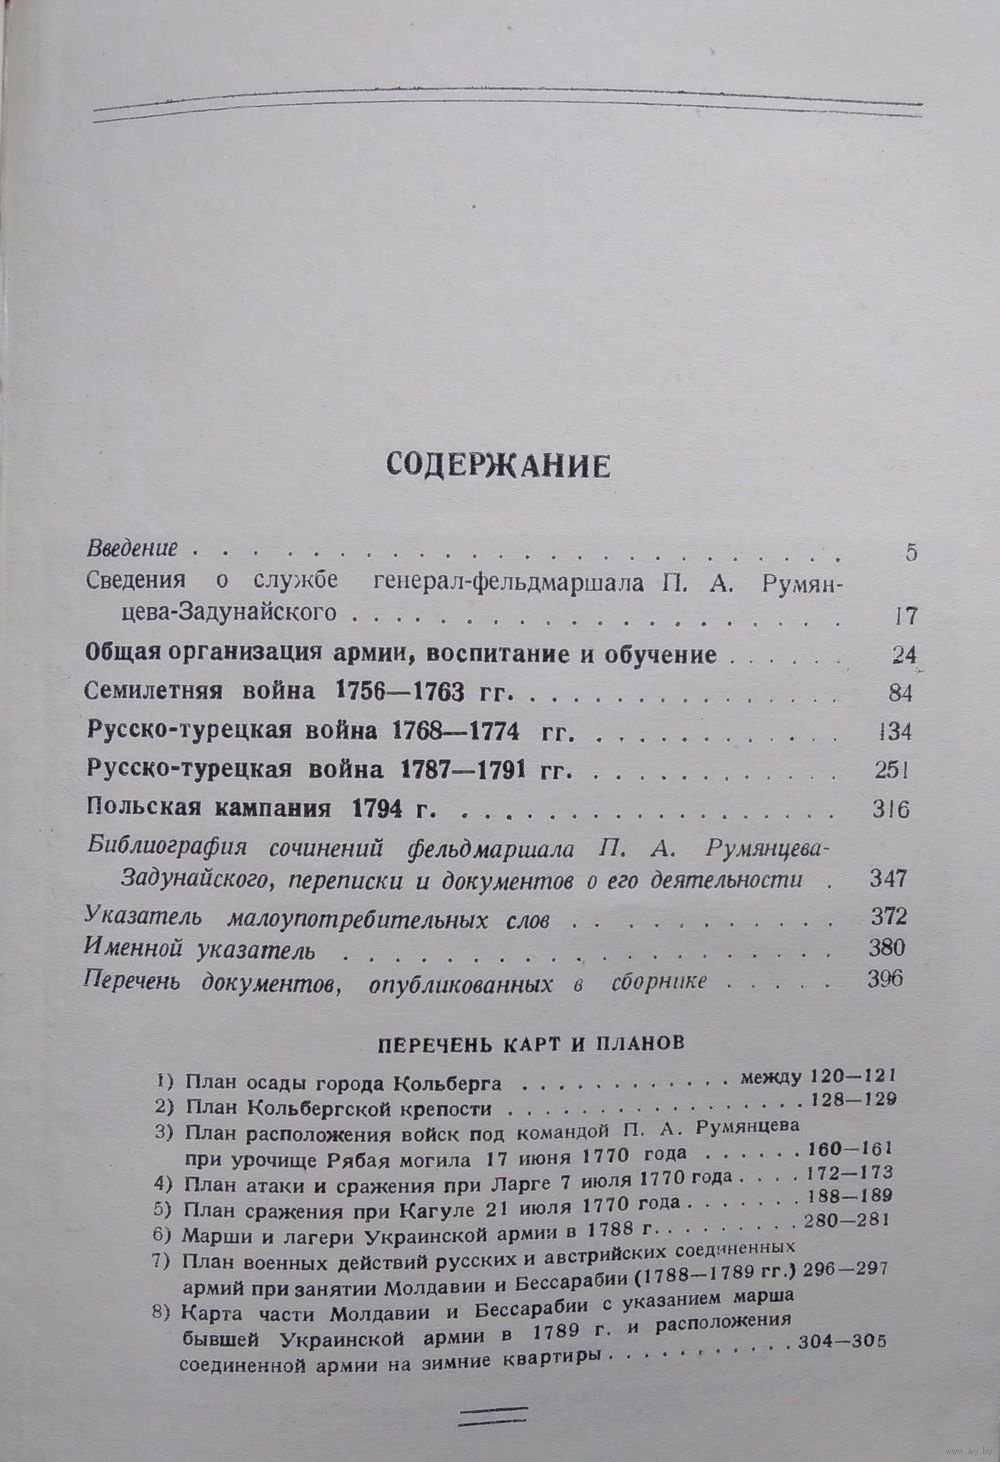 СОДЕРЖАНИЕ
Введение . . . . . . . . . . . . . . . . . . . . . . 5
Сведения о службе генерал-фельдмаршала П. А. Румян-
цева-Задунайского . . . . . . . . . . . . . . . . . 17
Общая организация армии, воспитание и обучение . . . . . . 24
Семилетняя война 1756—1763 гг. . . . . . . . . . . . . . 84
Русско-турецкая война 1768—1774 гг. . . . . . . . . . . . 134
Русско-турецкая война 1787—1791 гг. . . . . . . . . . . . 251
Польская кампания 1794 г. . . . . . . . . . . . . . . . 316
Библиография сочинений фельдмаршала П. А. Румянцева-
Задунайского, переписки и документов о его деятельности . 347
Указатель малоупотребительных слов . . . . . . . . . . 372
Именной указатель . . . . . . . . . . . . . . . . . 380
Перечень документов, опубликованных в сборнике . . . . . 396
ПЕРЕЧЕНЬ КАРТ И ПЛАНОВ
1) План осады города Кольберга . . . . . . . . . . . . между 120—121
2) План Кольбергской крепости . . . . . . . . . . . . . . . . . 128—129
3) План расположения войск под командой П. А. Румянцева
при урочище Рябая могила 17 июня 1770 года . . . . . . 160—161
4) План атаки и сражения при Ларге 7 июля 1770 года . . . . 172—173
5) План сражения при Кагуле 21 июля 1770 года . . . . . . . 188—189
6) Марши и лагери Украинской армии в 1788 г. . . . . . . . . 280—281
7) План военных действий русских и австрийских соединенных
армий при занятии Молдавии и Бессарабии (1788—1789 гг.) 296—297
8) Карта части Молдавии и Бессарабии с указанием марша
бывшей Украинской армии в 1789 г. и расположения
соединенной армии на зимние квартиры . . . . . . . . . . . 304—305
www.ay.by